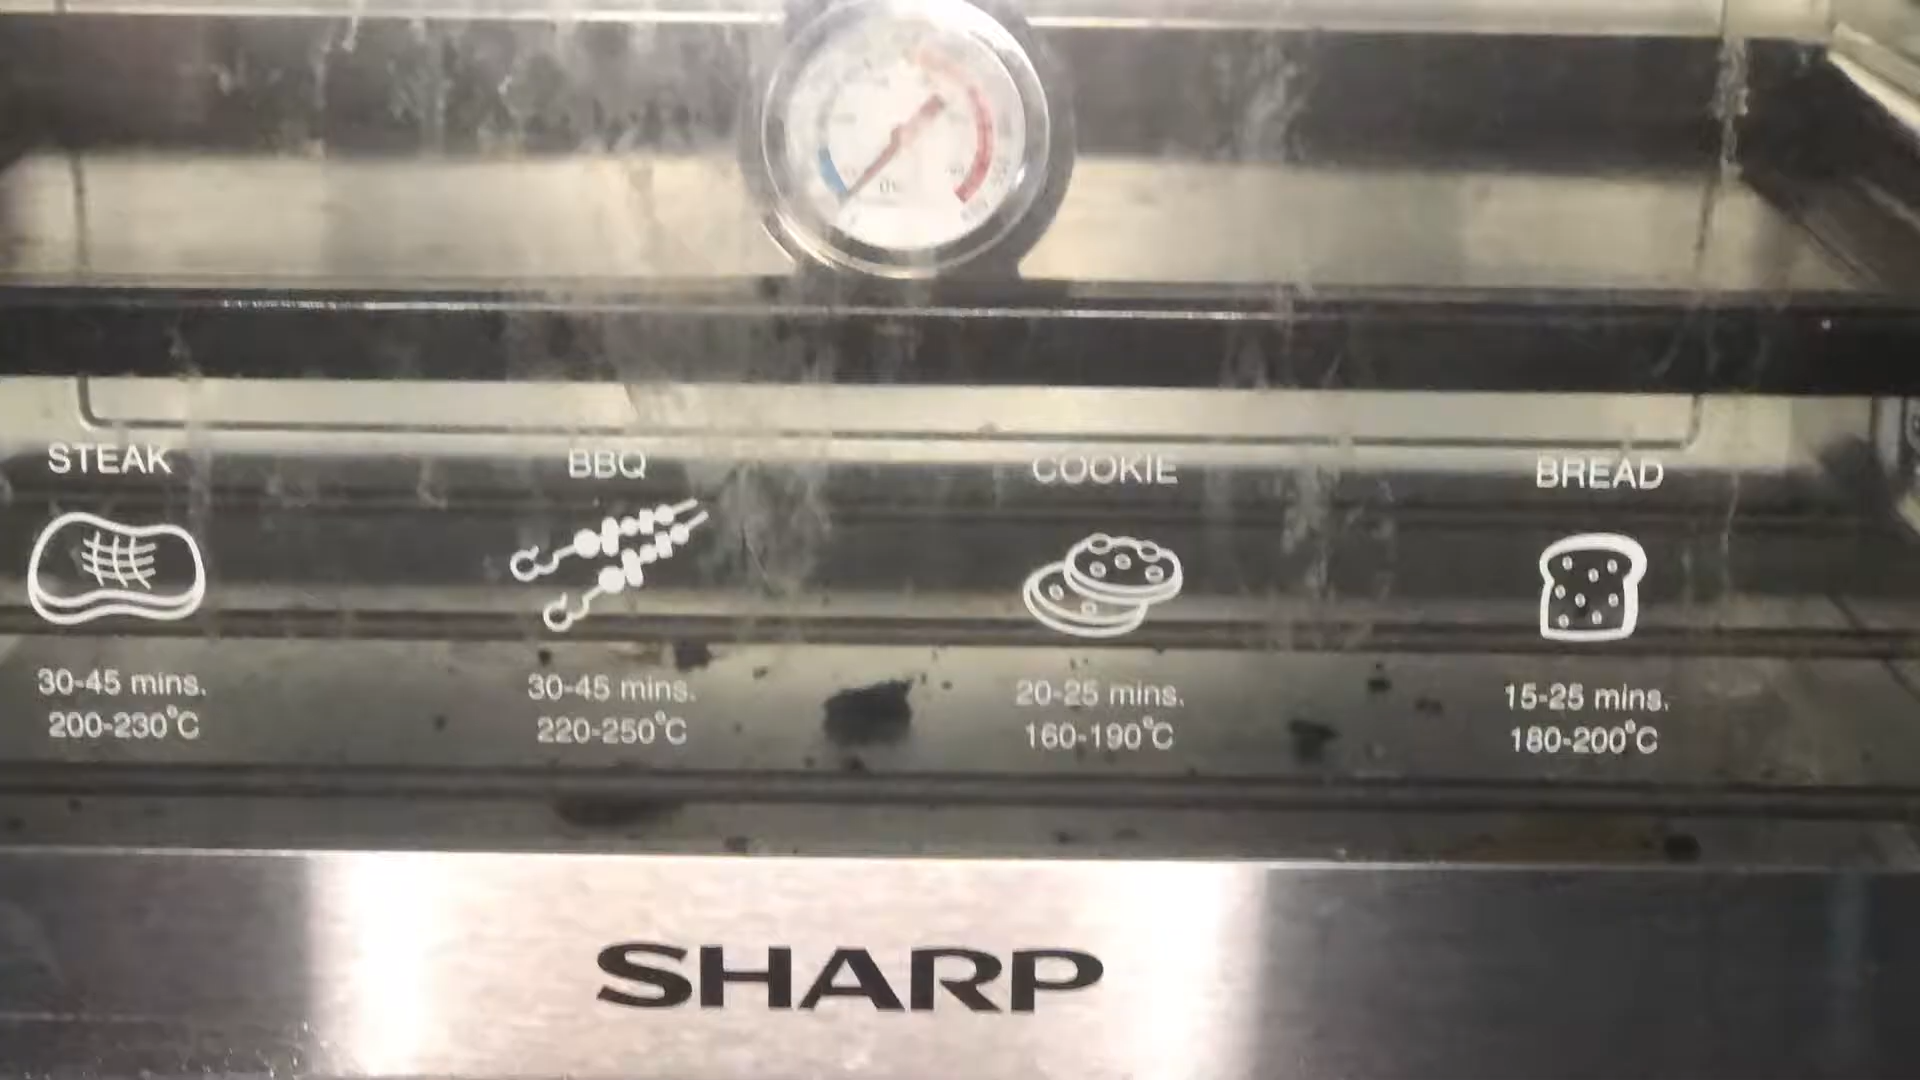 STEAK
BBQ
COOKIE
BREAD
30-45 mins.
200-230°C
30-45 mins.
220-250°C
20-25 mins.
160-190°C
15-25 mins.
180-200°C
SHARP